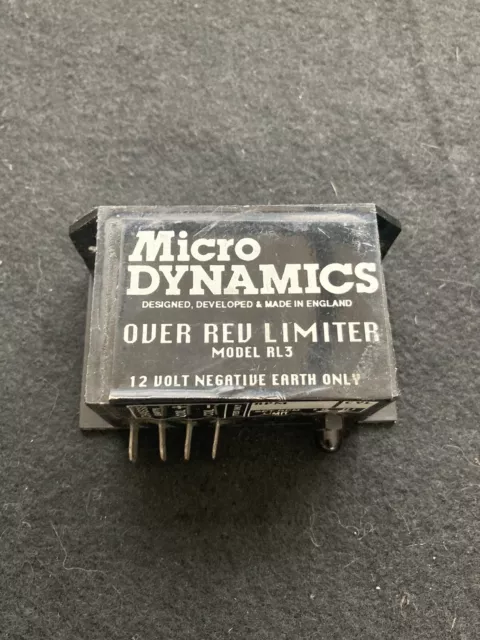 Micro
DYNAMICS
DESIGNED, DEVELOPED & MADE IN ENGLAND
OVER REV LIMITER
MODEL RL3
12 VOLT NEGATIVE EARTH ONLY